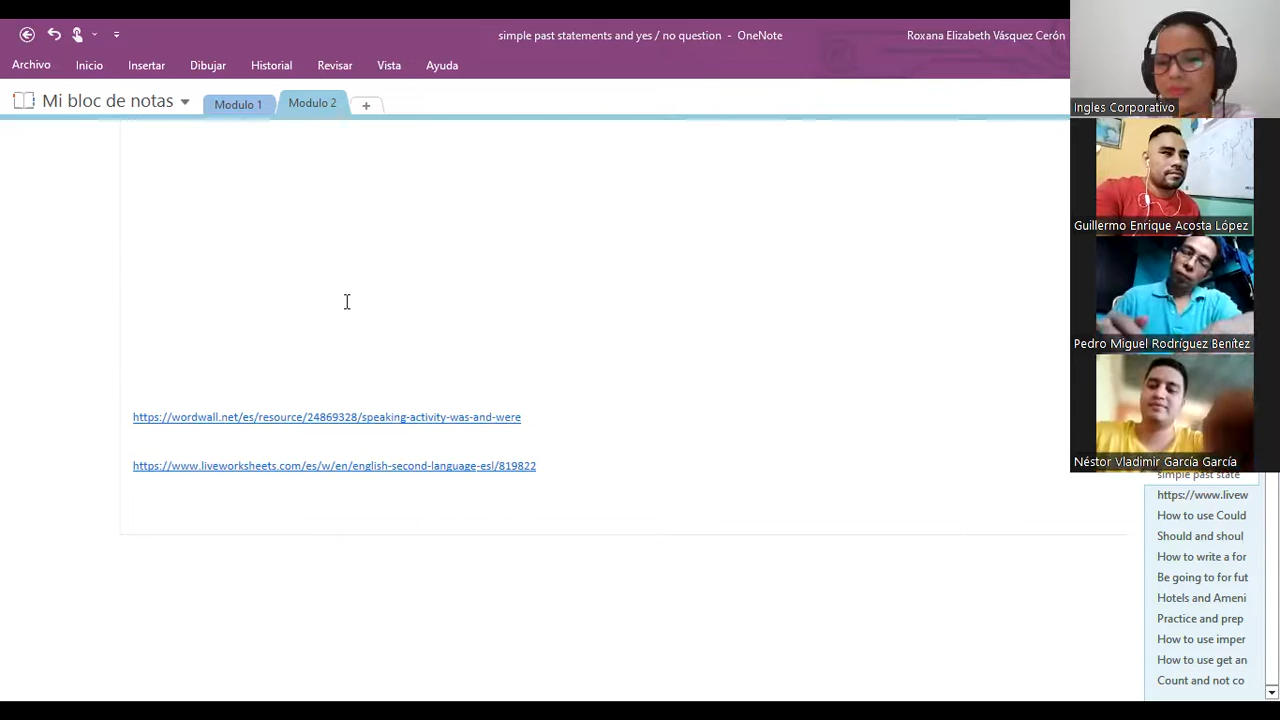 simple past statements and yes / no question - OneNote
Roxana Elizabeth Vásquez Cerón
Archivo Inicio Insertar Dibujar Historial Revisar Vista Ayuda
Mi bloc de notas Modulo 1 Modulo 2 +
Ingles Corporativo
Guillermo Enrique Acosta López
Pedro Miguel Rodríguez Benítez
https://wordwall.net/es/resource/24869328/speaking-activity-was-and-were
Néstor Vladimir García García
https://www.liveworksheets.com/es/w/en/english-second-language-esl/819822
simple past state
https://www.livew
How to use Could
Should and shoul
How to write a for
Be going to for fut
Hotels and Ameni
Practice and prep
How to use imper
How to use get an
Count and not co